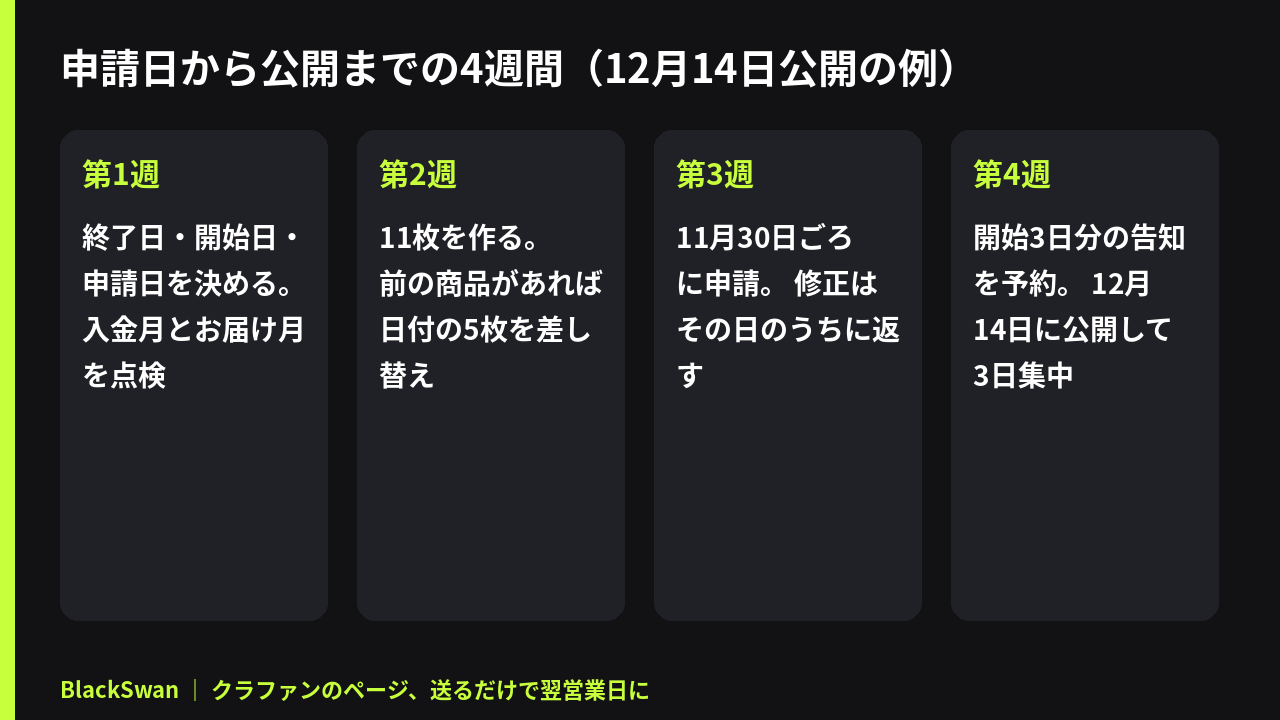 申請日から公開までの4週間（12月14日公開の例）
第1週
終了日・開始日・
申請日を決める。
入金月とお届け月
を点検
第2週
11枚を作る。
前の商品があれば
日付の5枚を差し
替え
第3週
11月30日ごろ
に申請。 修正は
その日のうちに返
す
第4週
開始3日分の告知
を予約。 12月
14日に公開して
3日集中
BlackSwan｜クラファンのページ、送るだけで翌営業日に